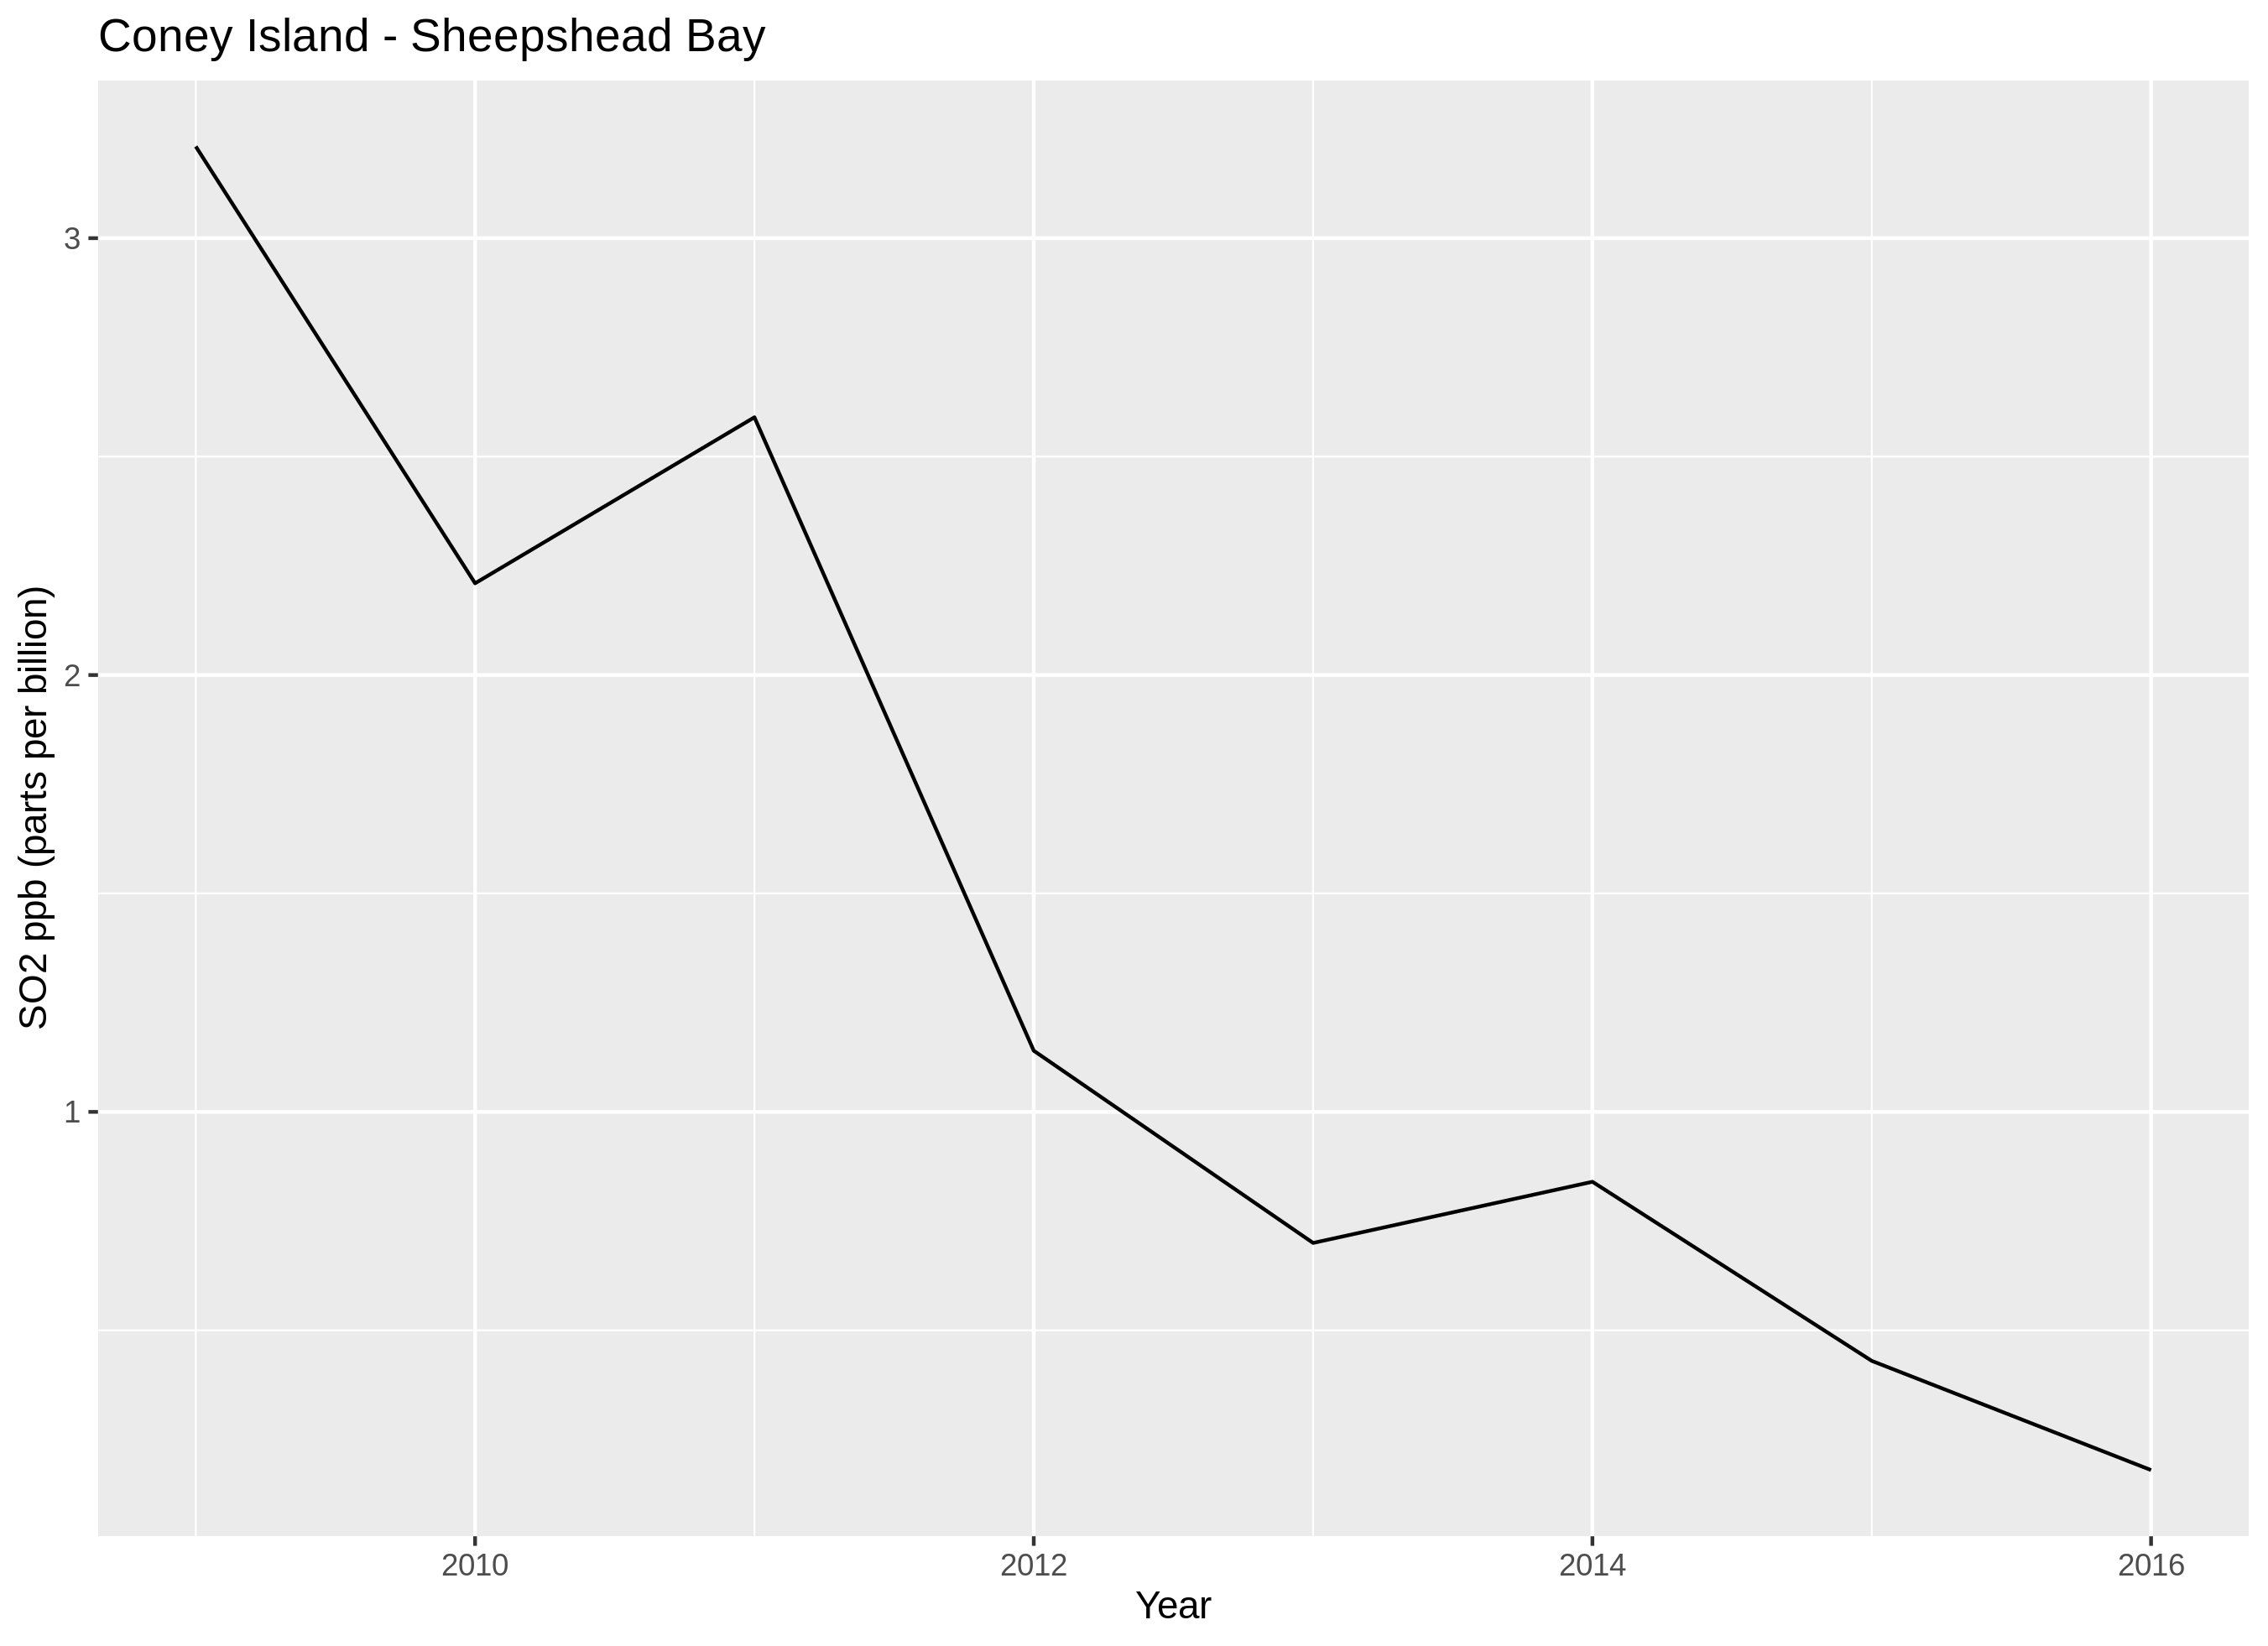 Coney Island - Sheepshead Bay
SO2 ppb (parts per billion)
3
2
1
2010
2012
2014
2016
Year